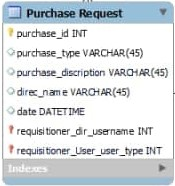 Purchase Request
purchase_id INT
purchase_type VARCHAR(45)
purchase_discription VARCHAR(45)
direc_name VARCHAR(45)
date DATETIME
requisitioner_dir_username INT
requisitioner_User_user_type INT
Indexes